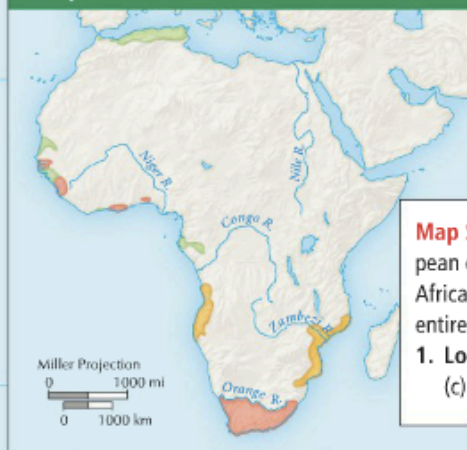 Niger R.
Nile R.
Congo R.
Zambezi R.
Orange R.
Miller Projection
0 1000 mi
0 1000 km
Map
pean
Africa
entire
1. Lo
(c)